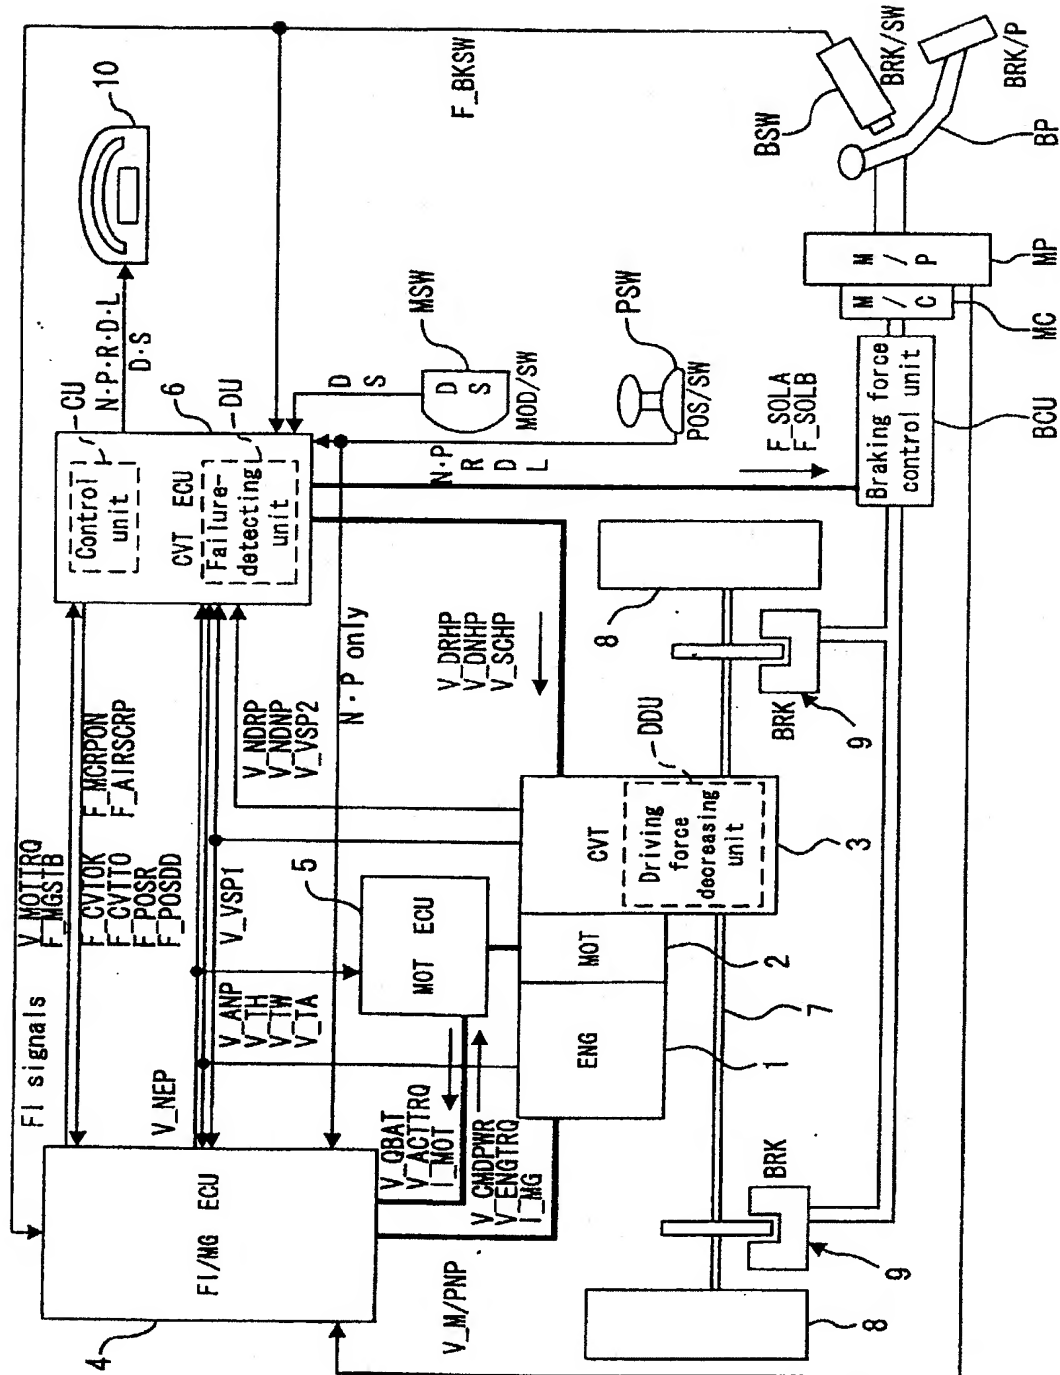 10
F_BKSW
BSW
BRK/SW
BRK/P
BP
M/P
MP
M/C
MC
Braking force
control unit
BCU
N·P·R·D·L
D·S
CU
6
DU
Control
unit
CVT ECU
Failure-
detecting
unit
D
S
MSW
D
S
MOD/SW
PSW
POS/SW
N·P
R
D
L
F_SOLA
F_SOLB
N·P only
V_DRHP
V_DNHP
V_SCHP
8
BRK
9
V_MOTTRQ
F_MGSTB
F_CVTOK
F_CVTTO
F_POSR
F_POSDD
F_MCRPON
F_AIRSCRP
V_NDRP
V_NDNP
V_VSP2
V_VSP1
5
MOT ECU
CVT
DDU
Driving
force
decreasing
unit
3
MOT
2
ENG
1
7
FI signals
V_NEP
V_ANP
V_TH
V_TW
V_TA
V_QBAT
V_ACTTRQ
I_MOT
V_CMDPWR
V_ENGTRQ
I_MG
FI/MG ECU
4
V_M/PNP
BRK
9
8